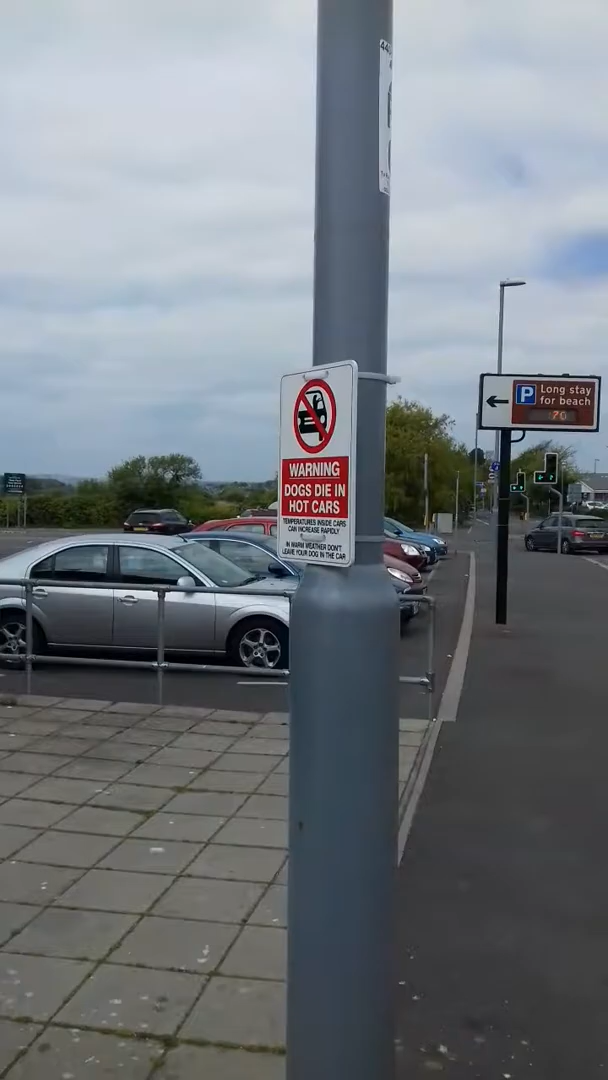 WARNING
DOGS DIE IN
HOT CARS
TEMPERATURES INSIDE CARS
CAN INCREASE RAPIDLY
IN WARM WEATHER DON'T
LEAVE YOUR DOG IN THE CAR
P
Long stay
for beach
70